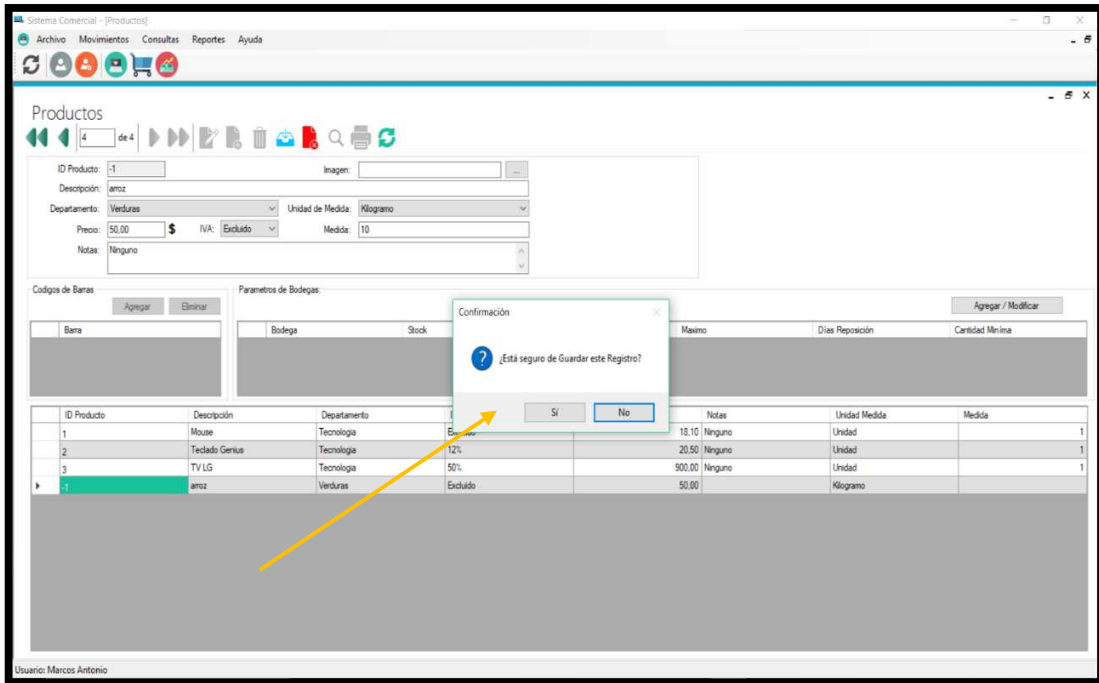 Sistema Comercial - [Productos]
Archivo Movimientos Consultas Reportes Ayuda
Productos
4 de 4
ID Producto: -1 Imagen: ...
Descripción: arroz
Departamento: Verduras Unidad de Medida: Kilogramo
Precio: 50,00 $ IVA: Excluido Medida: 10
Notas: Ninguno
Codigos de Barras Parametros de Bodegas:
Agregar Eliminar Agregar / Modificar
Barra Bodega Stock Maximo Días Reposición Cantidad Miníma
Confirmación
¿Está seguro de Guardar este Registro?
Sí No
ID Producto Descripción Departamento Notas Unidad Medida Medida
1 Mouse Tecnologia 18,10 Ninguno Unidad 1
2 Teclado Genius Tecnologia 12% 20,50 Ninguno Unidad 1
3 TV LG Tecnologia 50% 900,00 Ninguno Unidad 1
-1 arroz Verduras Excluido 50,00 Kilogramo
Usuario: Marcos Antonio